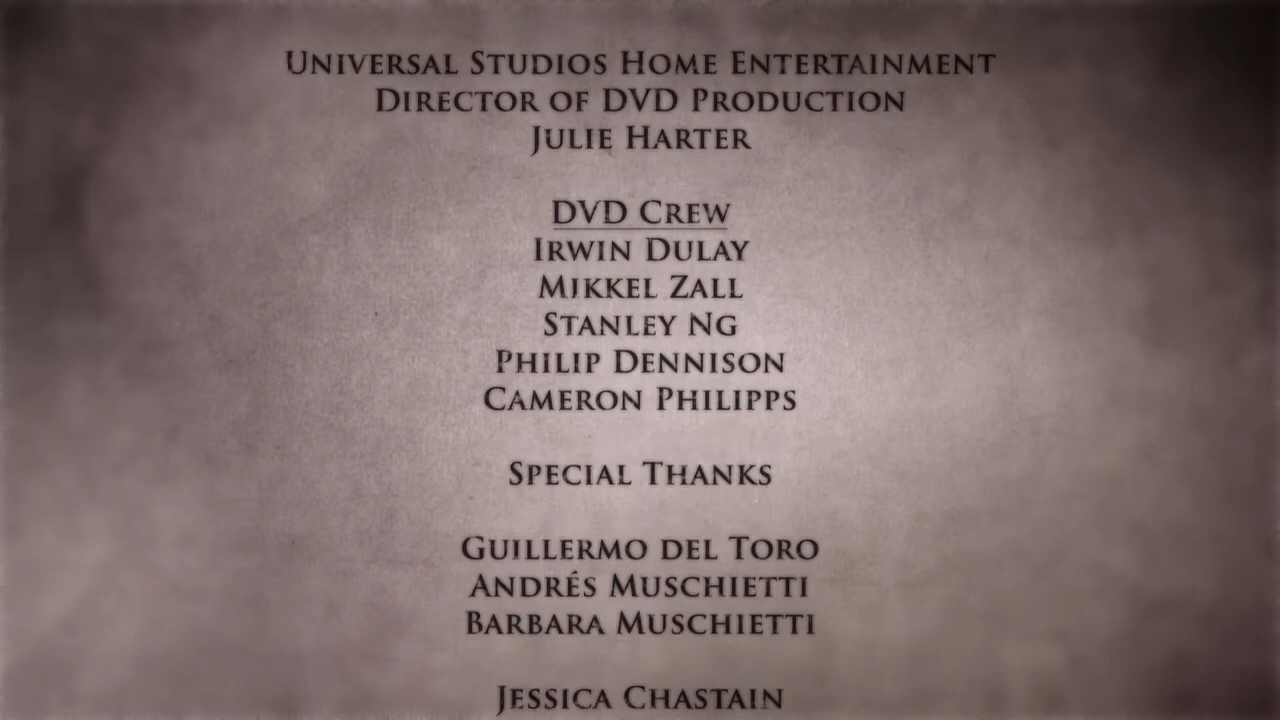 Universal Studios Home Entertainment
Director of DVD Production
Julie Harter
DVD Crew
Irwin Dulay
Mikkel Zall
Stanley Ng
Philip Dennison
Cameron Philipps
Special Thanks
Guillermo del Toro
Andrés Muschietti
Barbara Muschietti
Jessica Chastain